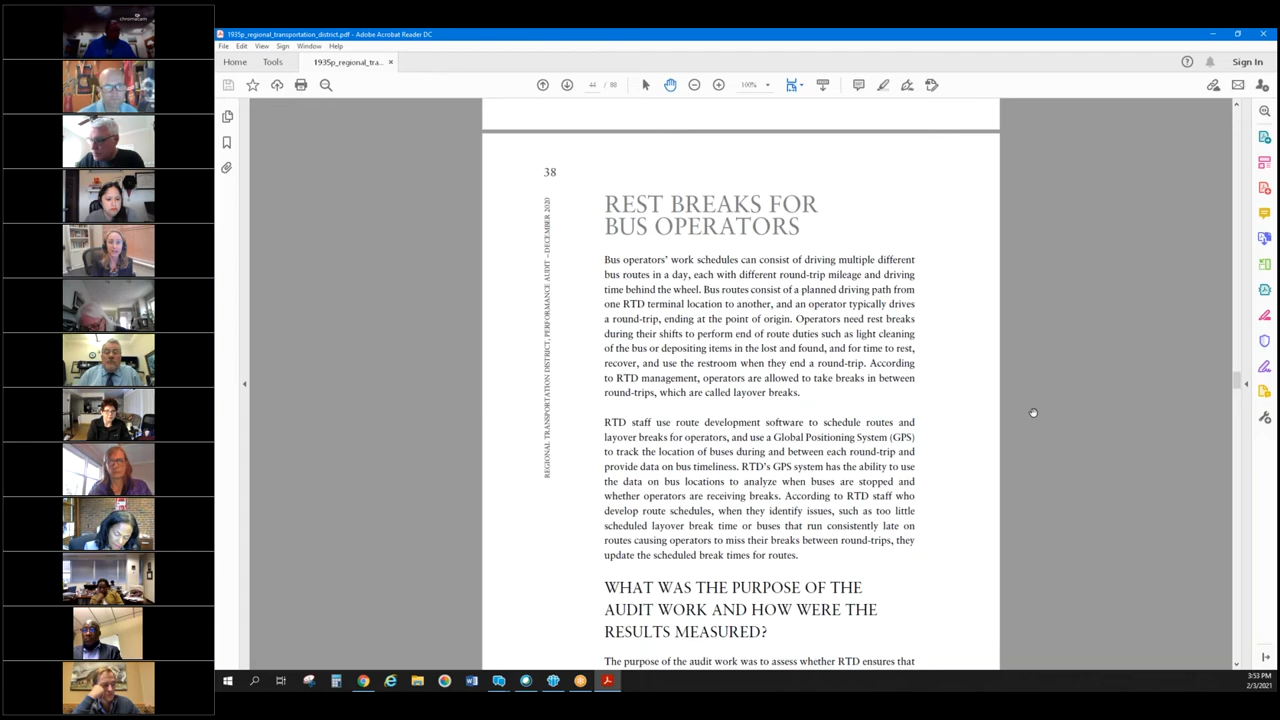 chromacam
1935p_regional_transportation_district.pdf - Adobe Acrobat Reader DC
File Edit View Sign Window Help
Home Tools 1935p_regional_tra... × Sign In
44 / 88 100%
38
REGIONAL TRANSPORTATION DISTRICT, PERFORMANCE AUDIT – DECEMBER 2020
REST BREAKS FOR
BUS OPERATORS
Bus operators’ work schedules can consist of driving multiple different
bus routes in a day, each with different round-trip mileage and driving
time behind the wheel. Bus routes consist of a planned driving path from
one RTD terminal location to another, and an operator typically drives
a round-trip, ending at the point of origin. Operators need rest breaks
during their shifts to perform end of route duties such as light cleaning
of the bus or depositing items in the lost and found, and for time to rest,
recover, and use the restroom when they end a round-trip. According
to RTD management, operators are allowed to take breaks in between
round-trips, which are called layover breaks.
RTD staff use route development software to schedule routes and
layover breaks for operators, and use a Global Positioning System (GPS)
to track the location of buses during and between each round-trip and
provide data on bus timeliness. RTD’s GPS system has the ability to use
the data on bus locations to analyze when buses are stopped and
whether operators are receiving breaks. According to RTD staff who
develop route schedules, when they identify issues, such as too little
scheduled layover break time or buses that run consistently late on
routes causing operators to miss their breaks between round-trips, they
update the scheduled break times for routes.
WHAT WAS THE PURPOSE OF THE
AUDIT WORK AND HOW WERE THE
RESULTS MEASURED?
The purpose of the audit work was to assess whether RTD ensures that
3:53 PM
2/3/2021